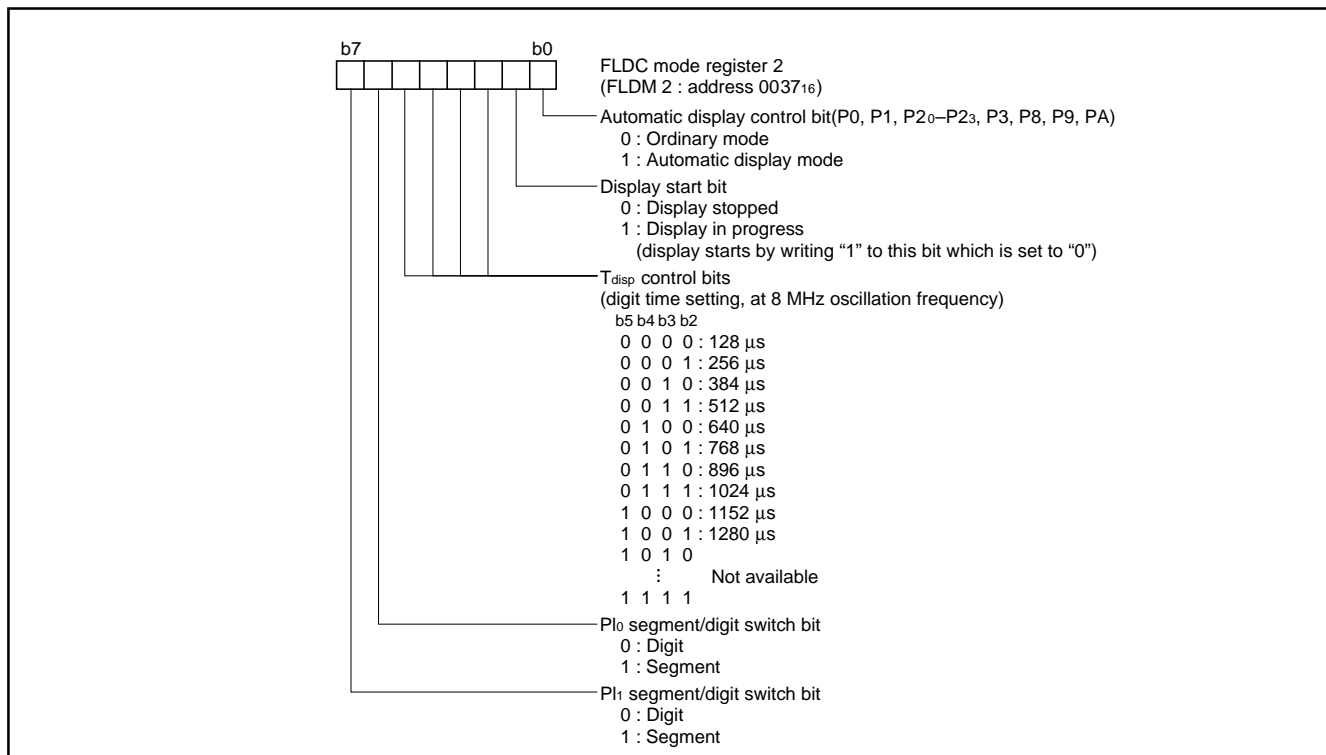 b7 b0
FLDC mode register 2
(FLDM 2 : address 003716)
Automatic display control bit(P0, P1, P20–P23, P3, P8, P9, PA)
0 : Ordinary mode
1 : Automatic display mode
Display start bit
0 : Display stopped
1 : Display in progress
(display starts by writing “1” to this bit which is set to “0”)
Tdisp control bits
(digit time setting, at 8 MHz oscillation frequency)
b5 b4 b3 b2
0 0 0 0 : 128 μs
0 0 0 1 : 256 μs
0 0 1 0 : 384 μs
0 0 1 1 : 512 μs
0 1 0 0 : 640 μs
0 1 0 1 : 768 μs
0 1 1 0 : 896 μs
0 1 1 1 : 1024 μs
1 0 0 0 : 1152 μs
1 0 0 1 : 1280 μs
1 0 1 0
⋮ Not available
1 1 1 1
Pl0 segment/digit switch bit
0 : Digit
1 : Segment
Pl1 segment/digit switch bit
0 : Digit
1 : Segment